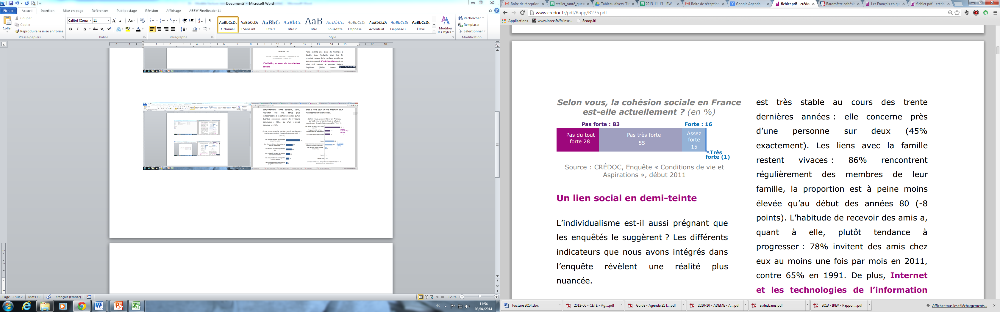 Document3 - Microsoft Word
Fichier
Accueil
Insertion
Mise en page
Références
Publipostage
Révision
Affichage
ABBYY FineReader 11
Coller
Couper
Copier
Reproduire la mise en forme
Presse-papiers
Calibri (Corps
11
Police
Paragraphe
¶ Normal
¶ Sans int...
Titre 1
Titre 2
Titre
Sous-titre
Emphase ...
Accentuat...
Emphase i...
Élevé
Style
Modifier
les styles
Rechercher
Remplacer
Sélectionner
Modification
Ne sait pas
Source : CRÉDOC, Enquête « Conditions de vie
et Aspirations », début 2011
L'individu, au cœur de la cohésion
sociale
Mais, comme une pièce de monnaie à
double face, l'individu peut être le
principal moteur de la cohésion sociale ou
son pire ennemi. L'individualisme est en
effet cité comme le premier facteur
fragilisant (31%), devant
comportements (être solidaire, 19%,
respecter des lois, 16%) plus
indispensables à la cohésion sociale qu'un
éventuel consensus autour de « valeurs
communes » (9%), ou d'un « projet
commun » (4%).
Pour vous, quelle est la condition la plus
indispensable à la cohésion sociale ?
(en %)
effet, à leurs yeux un rôle important pour
renforcer la cohésion sociale.
Selon vous, aujourd'hui en France,
qu'est-ce qui contribue le plus à
renforcer la cohésion sociale ? (en %)
Page : 2 sur 2
Mots : 0
Français (France)
120 %
FR
11:54
08/04/2014
Boîte de réception
atelier_santé_quest
Tableau divers: Tir
2013-11-13 - RW -
Boîte de réception
Google Agenda
fichier pdf - crédo
Baromètre cohési
Les Français en qu
fichier pdf - crédo
www.credoc.fr/pdf/Rapp/R275.pdf
Applications
www.insee.fr/fr/inse...
Scoop.it!
Selon vous, la cohésion sociale en France
est-elle actuellement ? (en %)
Pas forte : 83
Forte : 16
Pas du tout
forte 28
Pas très forte
55
Assez
forte
15
Très
forte (1)
Source : CRÉDOC, Enquête « Conditions de vie et
Aspirations », début 2011
Un lien social en demi-teinte
L'individualisme est-il aussi prégnant que
les enquêtés le suggèrent ? Les différents
indicateurs que nous avons intégrés dans
l'enquête révèlent une réalité plus
nuancée.
est très stable au cours des trente
dernières années : elle concerne près
d'une personne sur deux (45%
exactement). Les liens avec la famille
restent vivaces : 86% rencontrent
régulièrement des membres de leur
famille, la proportion est à peine moins
élevée qu'au début des années 80 (-8
points). L'habitude de recevoir des amis a,
quant à elle, plutôt tendance à
progresser : 78% invitent des amis chez
eux au moins une fois par mois en 2011,
contre 65% en 1991. De plus, Internet
et les technologies de l'information
Facture 2014.doc
2012-06 - CETE - Ag....pdf
Guide - Agenda 21 l....pdf
2010-10 - ADEME - A....pdf
aixlesbains.pdf
2013 - IREV - Rappor....pdf
Afficher tous les téléchargements...